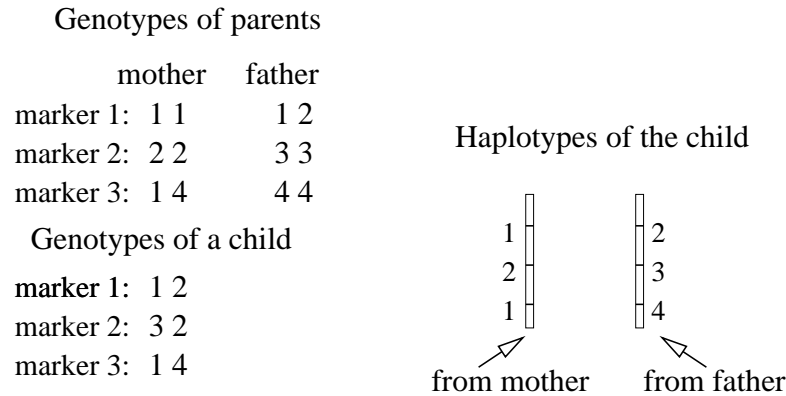 Genotypes of parents
mother father
marker 1: 1 1 1 2
marker 2: 2 2 3 3
marker 3: 1 4 4 4
Genotypes of a child
marker 1: 1 2
marker 2: 3 2
marker 3: 1 4
Haplotypes of the child
1 2
2 3
1 4
from mother from father